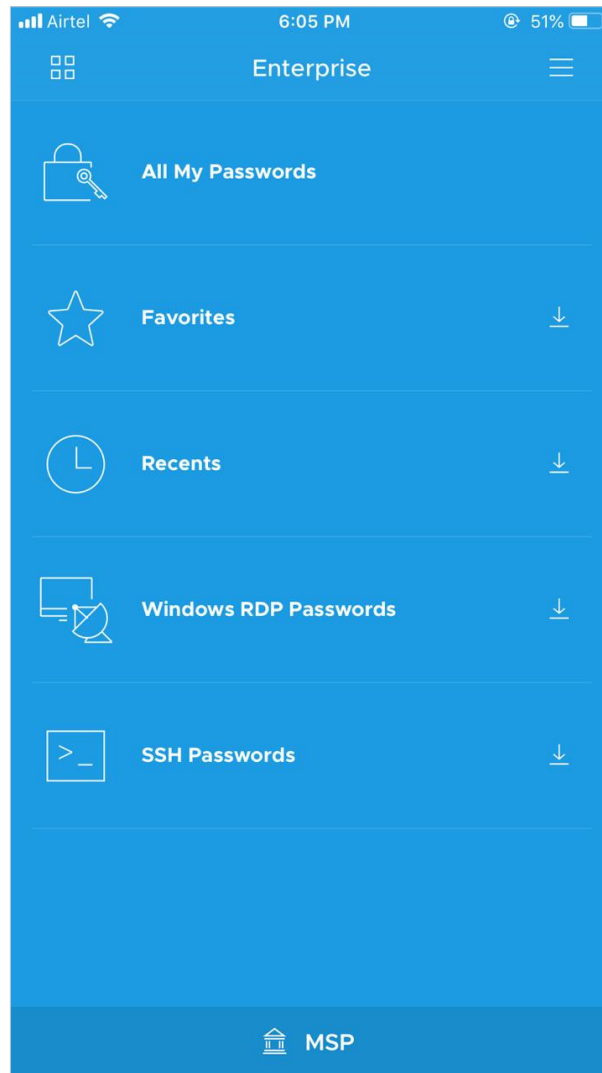 Airtel 6:05 PM 51%
Enterprise
All My Passwords
Favorites
Recents
Windows RDP Passwords
>_ SSH Passwords
MSP